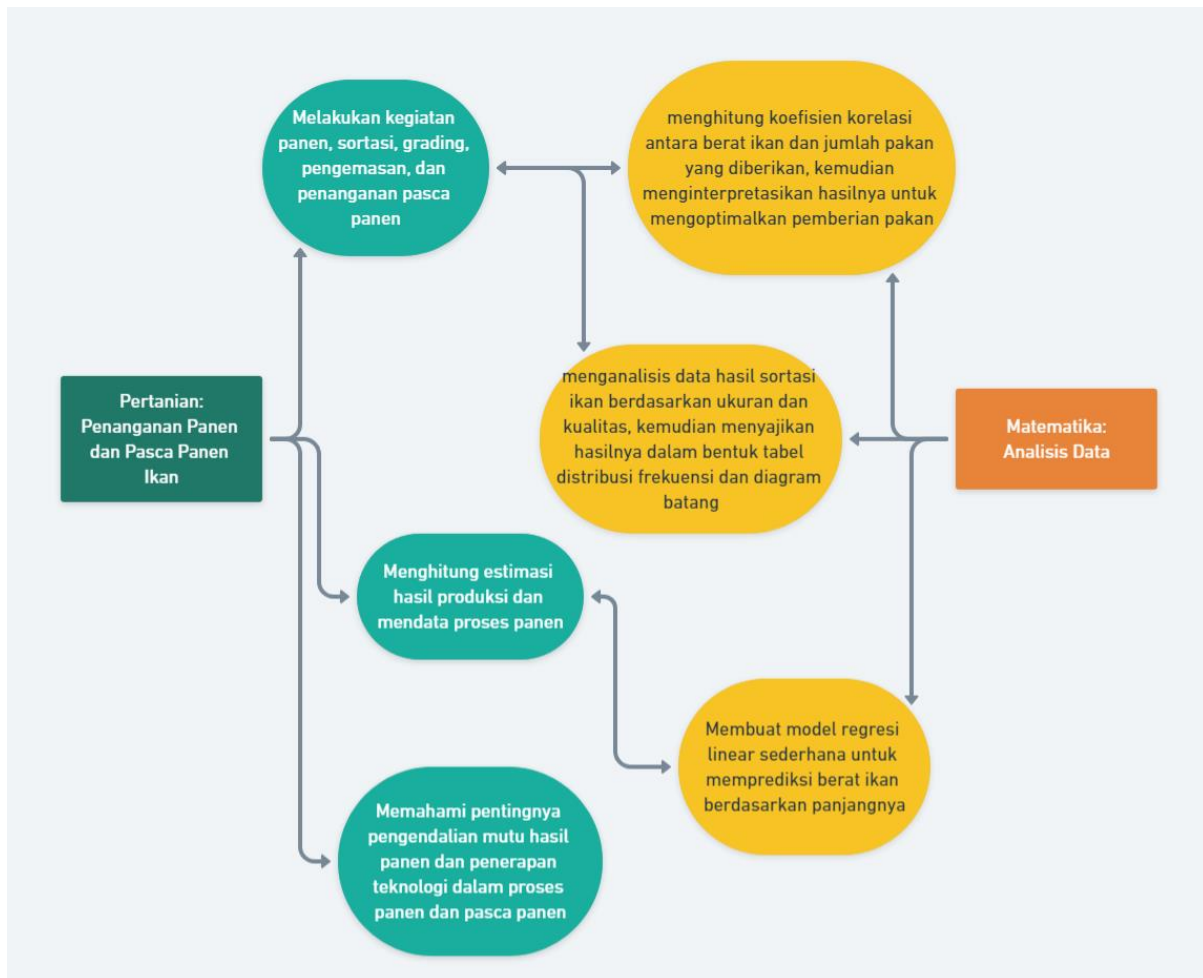 Melakukan kegiatan
panen, sortasi, grading,
pengemasan, dan
penanganan pasca
panen
menghitung koefisien korelasi
antara berat ikan dan jumlah pakan
yang diberikan, kemudian
menginterpretasikan hasilnya untuk
mengoptimalkan pemberian pakan
Pertanian:
Penanganan Panen
dan Pasca Panen
Ikan
menganalisis data hasil sortasi
ikan berdasarkan ukuran dan
kualitas, kemudian menyajikan
hasilnya dalam bentuk tabel
distribusi frekuensi dan diagram
batang
Matematika:
Analisis Data
Menghitung estimasi
hasil produksi dan
mendata proses panen
Membuat model regresi
linear sederhana untuk
memprediksi berat ikan
berdasarkan panjangnya
Memahami pentingnya
pengendalian mutu hasil
panen dan penerapan
teknologi dalam proses
panen dan pasca panen